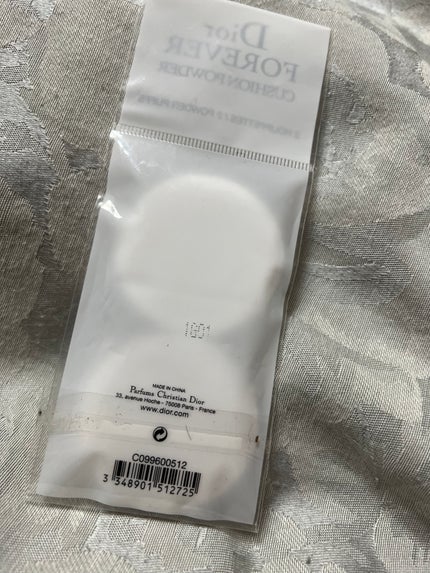 Dior
FOREVER
CUSHION POWDER
2 HOUPPETTES / 2 POWDER PUFFS
1801
MADE IN CHINA
Parfums Christian Dior
33, avenue Hoche - 75008 Paris - France
www.dior.com
C099600512
3 348901 512725